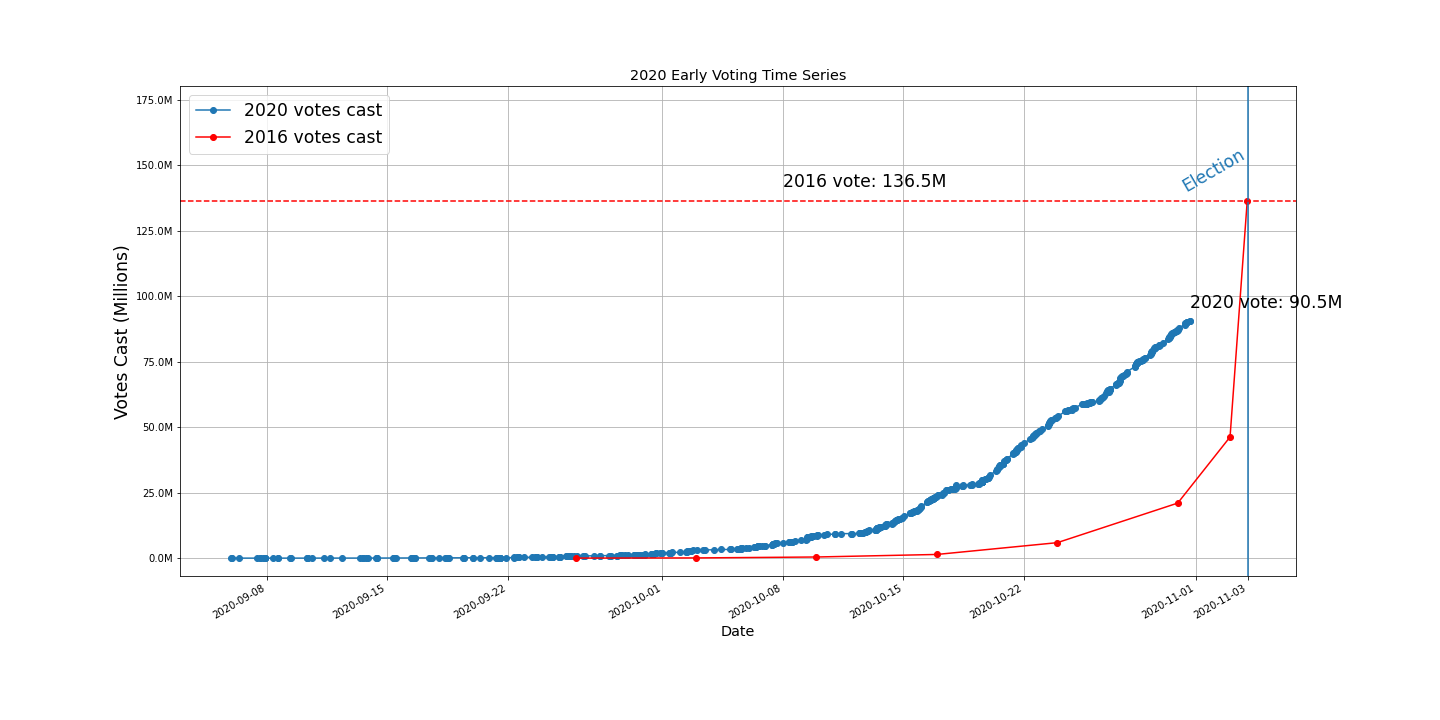 2020 Early Voting Time Series
175.0M
150.0M
125.0M
100.0M
75.0M
50.0M
25.0M
0.0M
Votes Cast (Millions)
2020 votes cast
2016 votes cast
2016 vote: 136.5M
Election
2020 vote: 90.5M
2020-09-08
2020-09-15
2020-09-22
2020-10-01
2020-10-08
2020-10-15
2020-10-22
2020-11-01
2020-11-03
Date